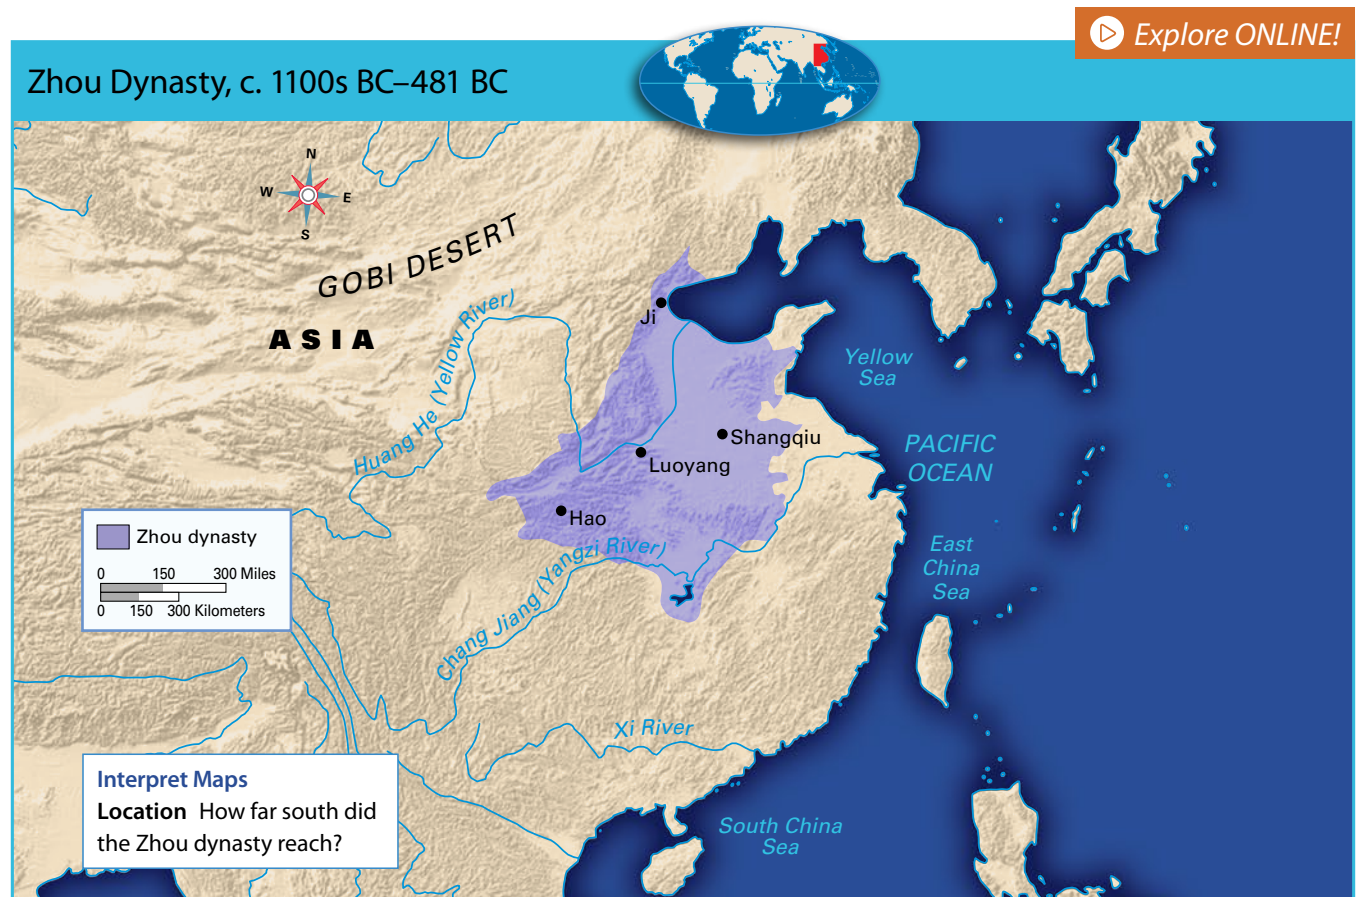 Explore ONLINE!
Zhou Dynasty, c. 1100s BC–481 BC
N
W
E
S
GOBI DESERT
ASIA
Huang He (Yellow River)
Ji
Yellow
Sea
Shangqiu
Luoyang
PACIFIC
OCEAN
Hao
Zhou dynasty
0 150 300 Miles
0 150 300 Kilometers
Chang Jiang (Yangzi River)
East
China
Sea
Xi River
Interpret Maps
Location How far south did
the Zhou dynasty reach?
South China
Sea